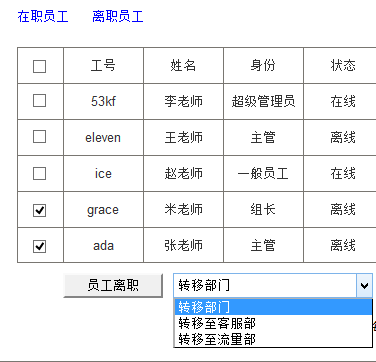 在职员工 离职员工
工号 姓名 身份 状态
53kf 李老师 超级管理员 在线
eleven 王老师 主管 离线
ice 赵老师 一般员工 在线
grace 米老师 组长 离线
ada 张老师 主管 离线
员工离职 转移部门
转移部门
转移至客服部
转移至流量部